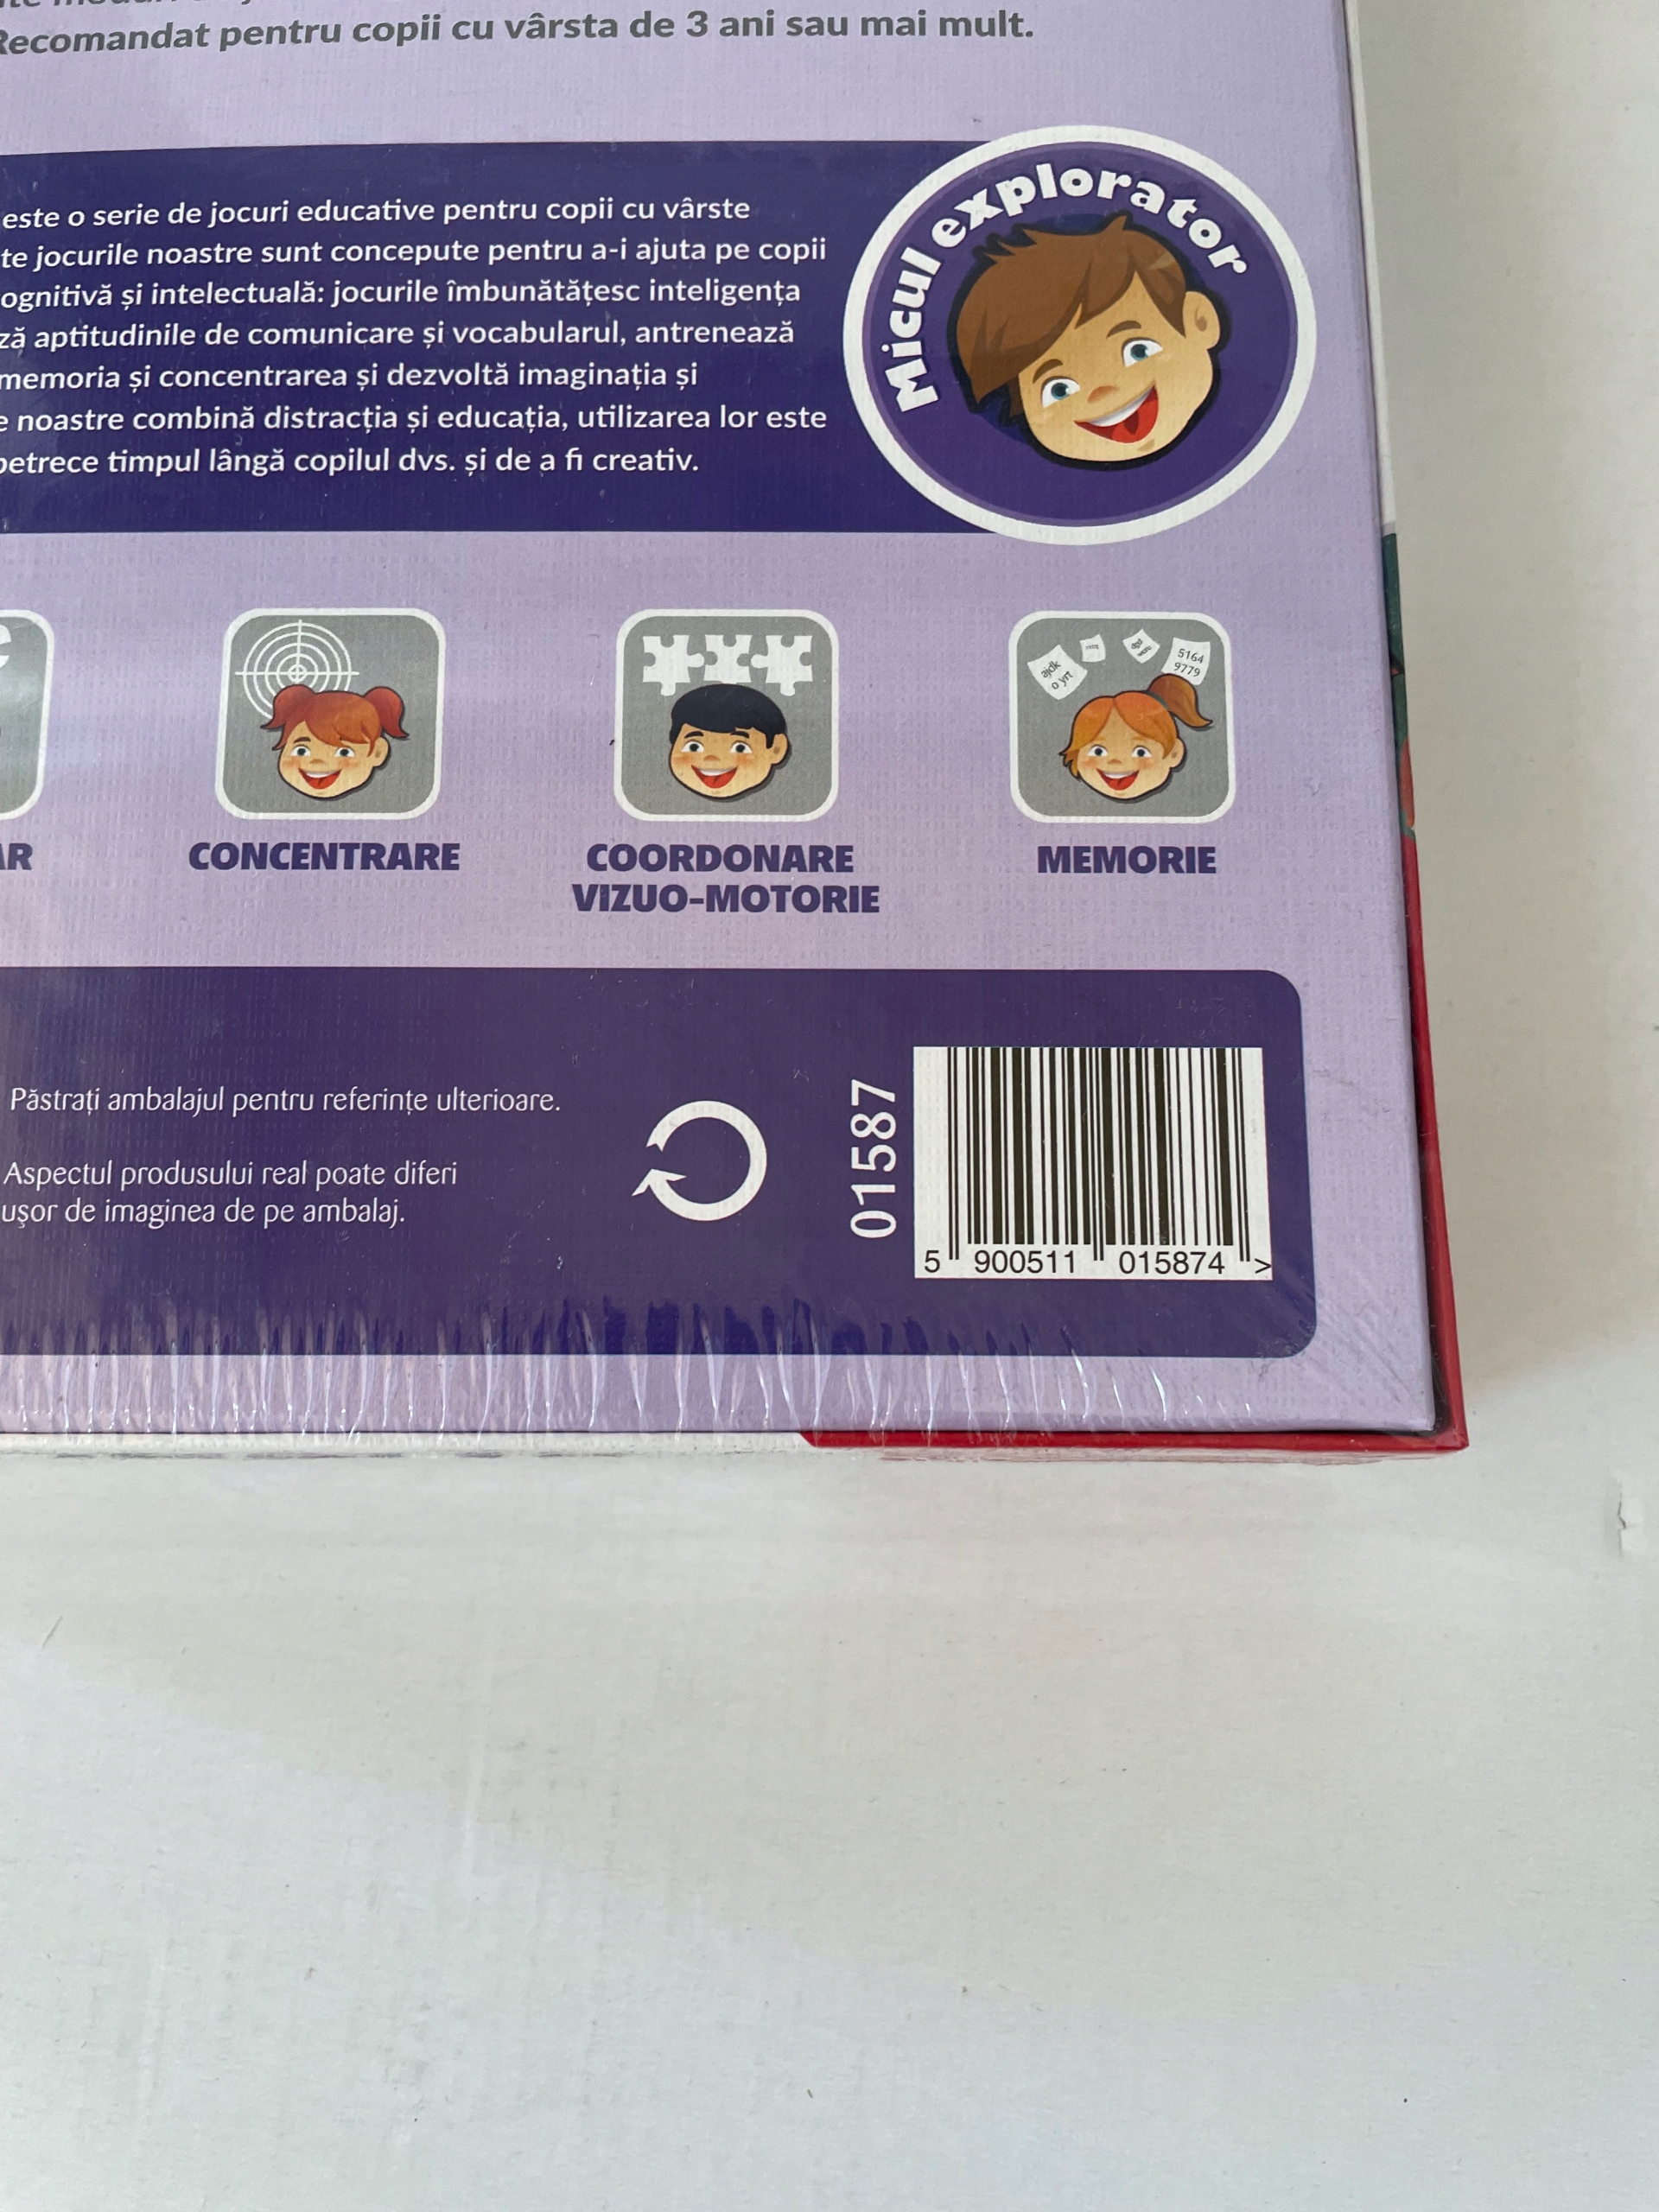 Recomandat pentru copii cu vârsta de 3 ani sau mai mult.
Micul explorator
este o serie de jocuri educative pentru copii cu vârste
te jocurile noastre sunt concepute pentru a-i ajuta pe copii
ognitivă și intelectuală: jocurile îmbunătățesc inteligența
ză aptitudinile de comunicare și vocabularul, antrenează
memoria și concentrarea și dezvoltă imaginația și
e noastre combină distracția și educația, utilizarea lor este
petrece timpul lângă copilul dvs. și de a fi creativ.
ajdk
o yrt
5164
9779
AR
CONCENTRARE
COORDONARE
VIZUO-MOTORIE
MEMORIE
Păstrați ambalajul pentru referințe ulterioare.
Aspectul produsului real poate diferi
ușor de imaginea de pe ambalaj.
01587
5 900511 015874 >